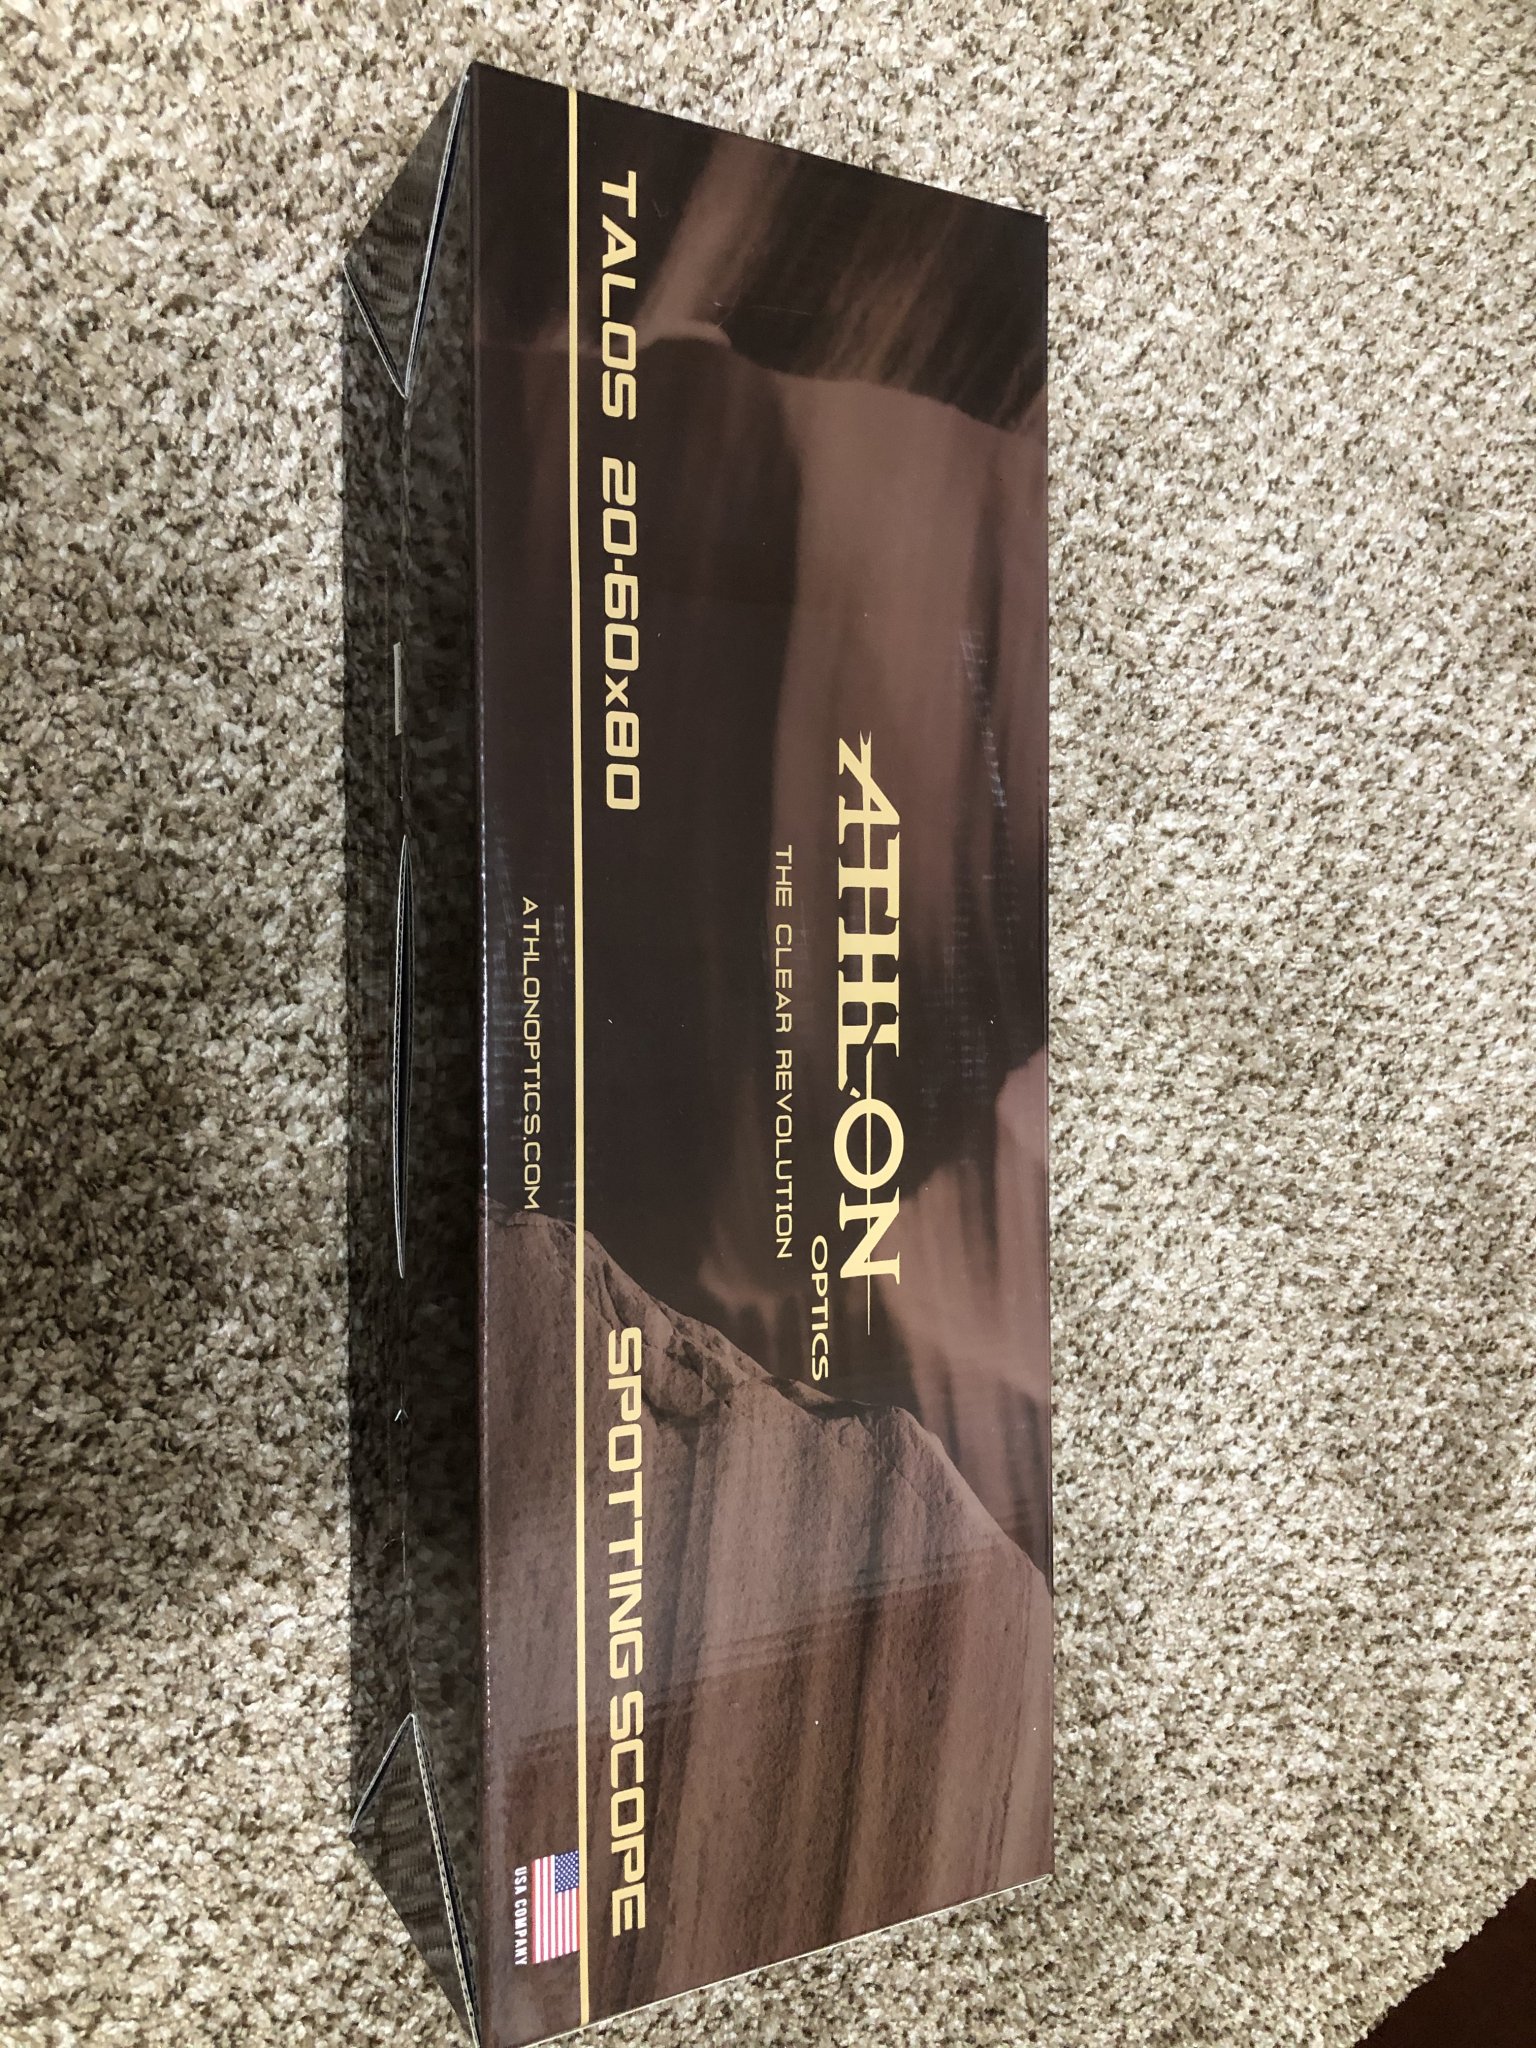 ATHLON
OPTICS
THE CLEAR REVOLUTION
TALOS 20-60x80
SPOTTING SCOPE
ATHLONOPTICS.COM
USA COMPANY